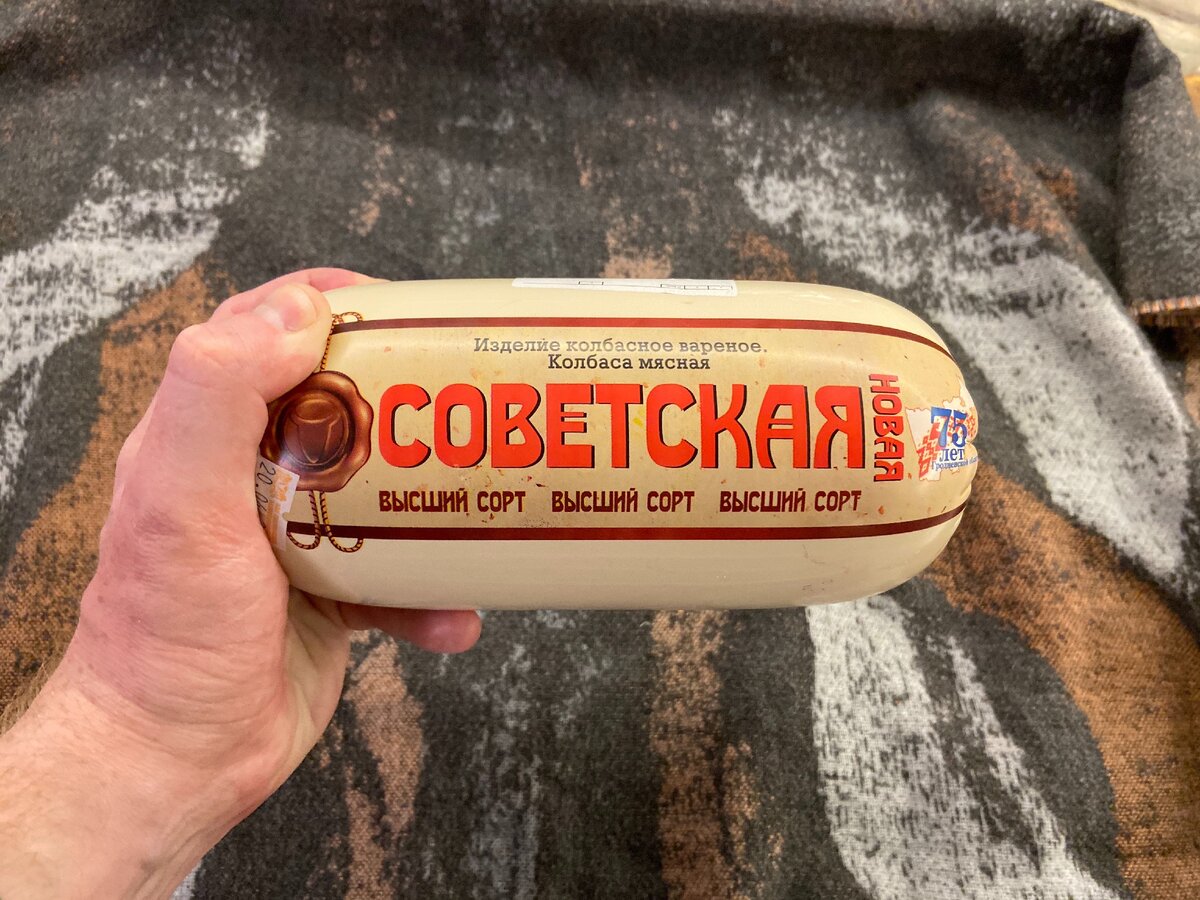 Изделие колбасное вареное.
Колбаса мясная
СОВЕТСКАЯ
НОВАЯ
ВЫСШИЙ СОРТ ВЫСШИЙ СОРТ ВЫСШИЙ СОРТ
75
лет